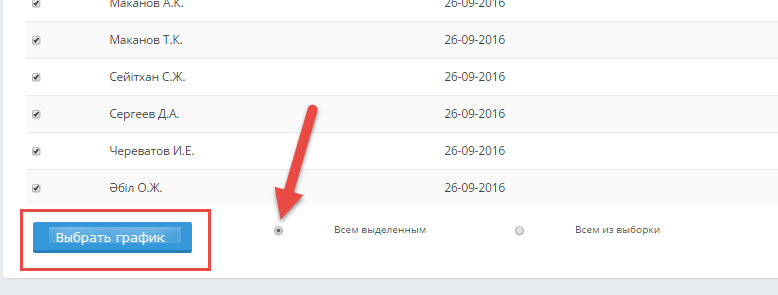 Маканов А.К. 26-09-2016
Маканов Т.К. 26-09-2016
Сейітхан С.Ж. 26-09-2016
Сергеев Д.А. 26-09-2016
Череватов И.Е. 26-09-2016
Әбіл О.Ж. 26-09-2016
Выбрать график Всем выделенным Всем из выборки